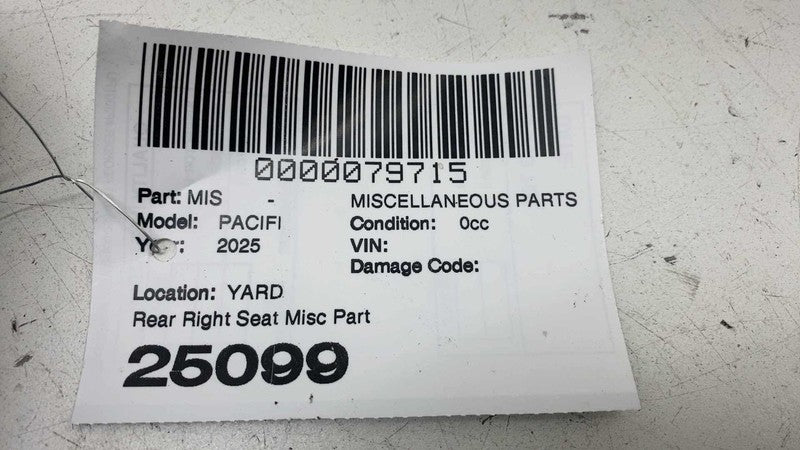 0000079715
Part: MIS - MISCELLANEOUS PARTS
Model: PACIFI Condition: 0cc
Year: 2025 VIN:
Damage Code:
Location: YARD
Rear Right Seat Misc Part
25099